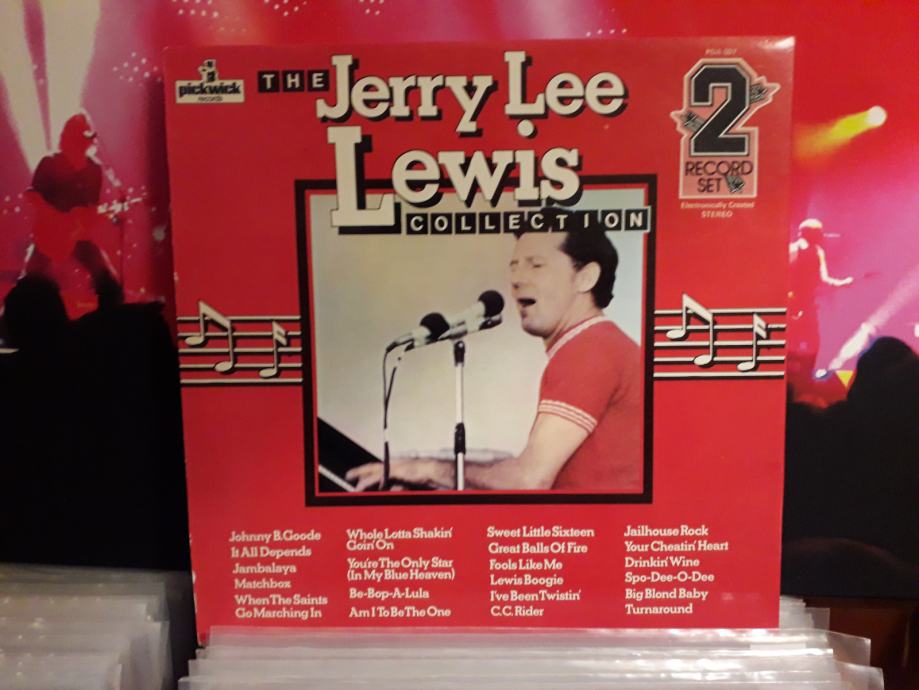 pickwick
records
THE Jerry Lee
Lewis
COLLECTION
PDA 007
2
RECORD
SET
Electronically Created
STEREO
Johnny B.Goode
It All Depends
Jambalaya
Matchbox
When The Saints
Go Marching In
Whole Lotta Shakin'
Goin' On
You're The Only Star
(In My Blue Heaven)
Be-Bop-A-Lula
Am I To Be The One
Sweet Little Sixteen
Great Balls Of Fire
Fools Like Me
Lewis Boogie
I've Been Twistin'
C.C. Rider
Jailhouse Rock
Your Cheatin' Heart
Drinkin' Wine
Spo-Dee-O-Dee
Big Blond Baby
Turnaround